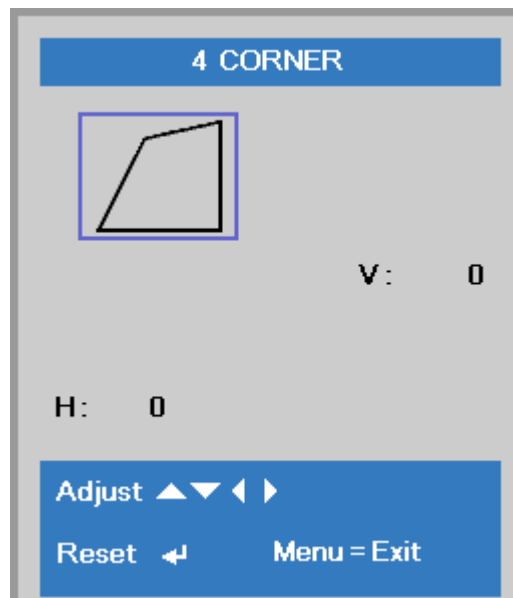 4 CORNER
V: 0
H: 0
Adjust ▲▼◀▶
Reset ↵ Menu = Exit